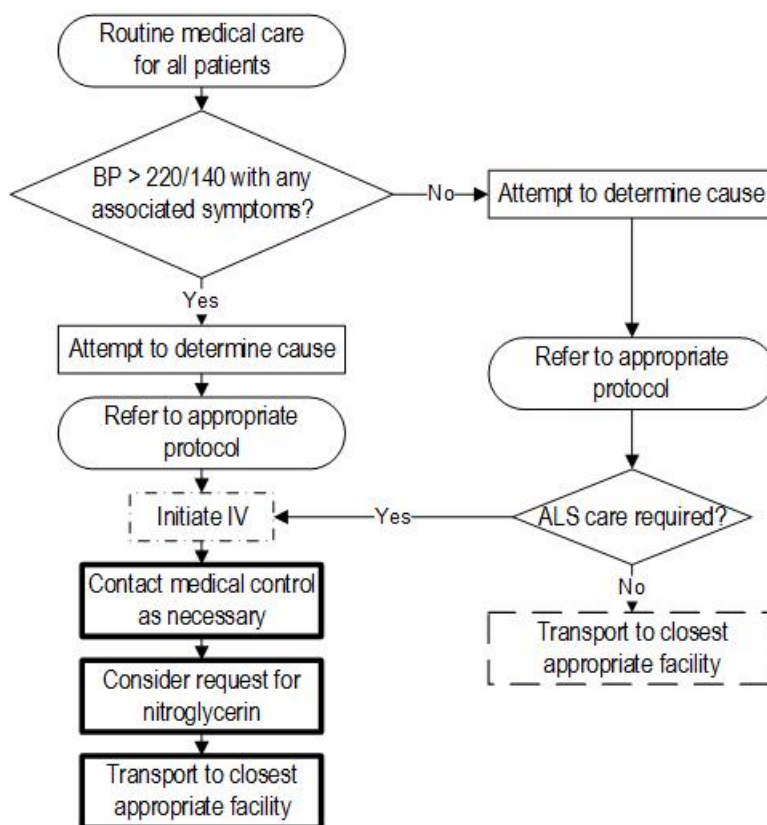 Routine medical care
for all patients
BP > 220/140 with any
associated symptoms?
No
Attempt to determine cause
Yes
Attempt to determine cause
Refer to appropriate
protocol
Refer to appropriate
protocol
Initiate IV
Yes
ALS care required?
No
Contact medical control
as necessary
Transport to closest
appropriate facility
Consider request for
nitroglycerin
Transport to closest
appropriate facility